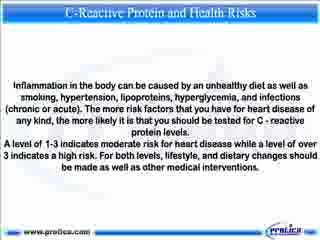 C-Reactive Protein and Health Risks
Inflammation in the body can be caused by an unhealthy diet as well as
smoking, hypertension, lipoproteins, hyperglycemia, and infections
(chronic or acute). The more risk factors that you have for heart disease of
any kind, the more likely it is that you should be tested for C - reactive
protein levels.
A level of 1-3 indicates moderate risk for heart disease while a level of over
3 indicates a high risk. For both levels, lifestyle, and dietary changes should
be made as well as other medical interventions.
www.protica.com
protica